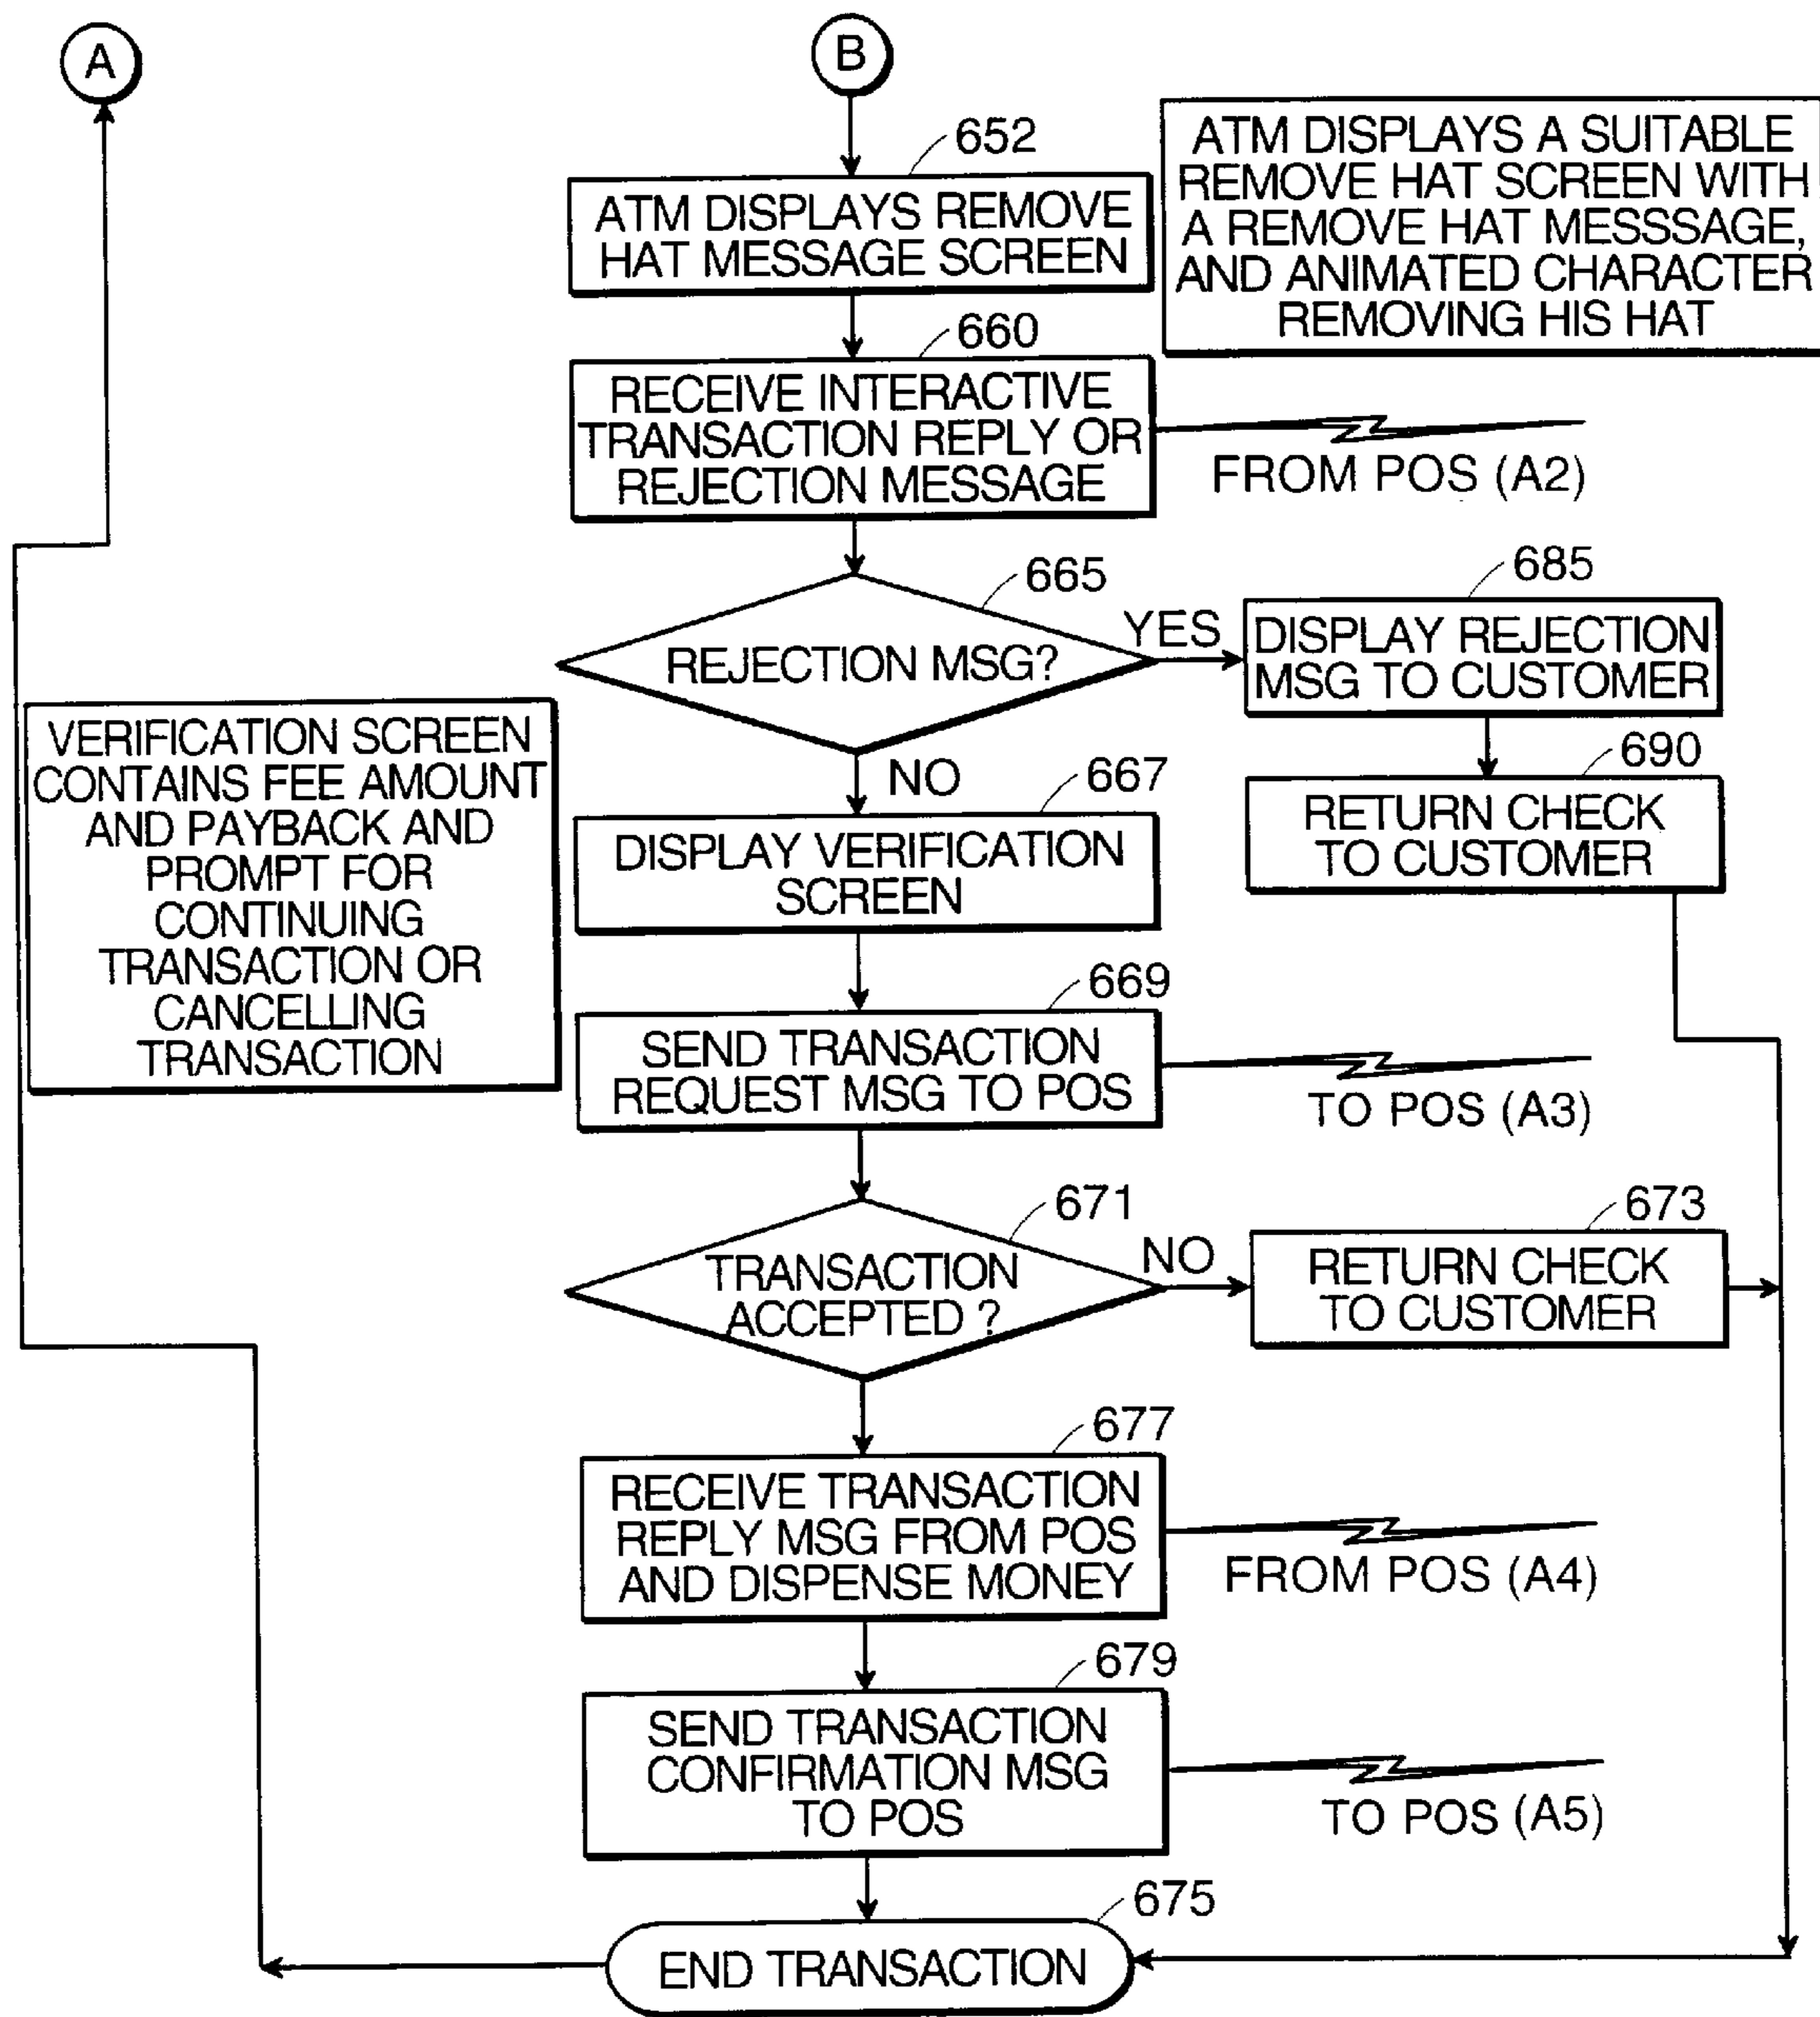 A
B
652
ATM DISPLAYS REMOVE
HAT MESSAGE SCREEN
ATM DISPLAYS A SUITABLE
REMOVE HAT SCREEN WITH
A REMOVE HAT MESSSAGE,
AND ANIMATED CHARACTER
REMOVING HIS HAT
660
RECEIVE INTERACTIVE
TRANSACTION REPLY OR
REJECTION MESSAGE
FROM POS (A2)
665
REJECTION MSG?
YES
685
DISPLAY REJECTION
MSG TO CUSTOMER
690
RETURN CHECK
TO CUSTOMER
NO
667
DISPLAY VERIFICATION
SCREEN
VERIFICATION SCREEN
CONTAINS FEE AMOUNT
AND PAYBACK AND
PROMPT FOR
CONTINUING
TRANSACTION OR
CANCELLING
TRANSACTION
669
SEND TRANSACTION
REQUEST MSG TO POS
TO POS (A3)
671
TRANSACTION
ACCEPTED ?
NO
673
RETURN CHECK
TO CUSTOMER
677
RECEIVE TRANSACTION
REPLY MSG FROM POS
AND DISPENSE MONEY
FROM POS (A4)
679
SEND TRANSACTION
CONFIRMATION MSG
TO POS
TO POS (A5)
675
END TRANSACTION